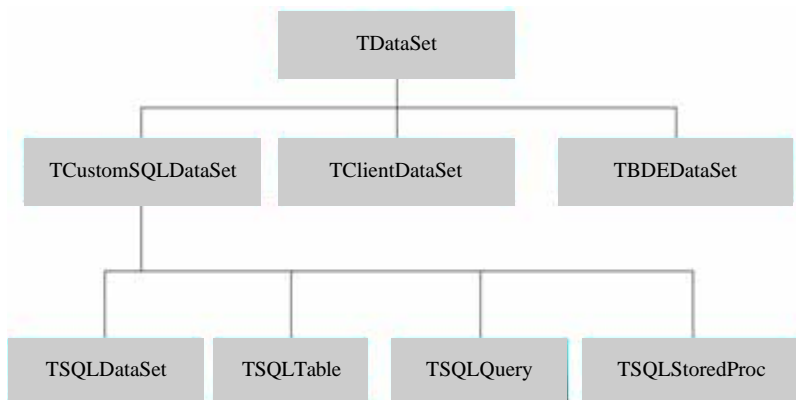 TDataSet
TCustomSQLDataSet
TClientDataSet
TBDEDataSet
TSQLDataSet
TSQLTable
TSQLQuery
TSQLStoredProc